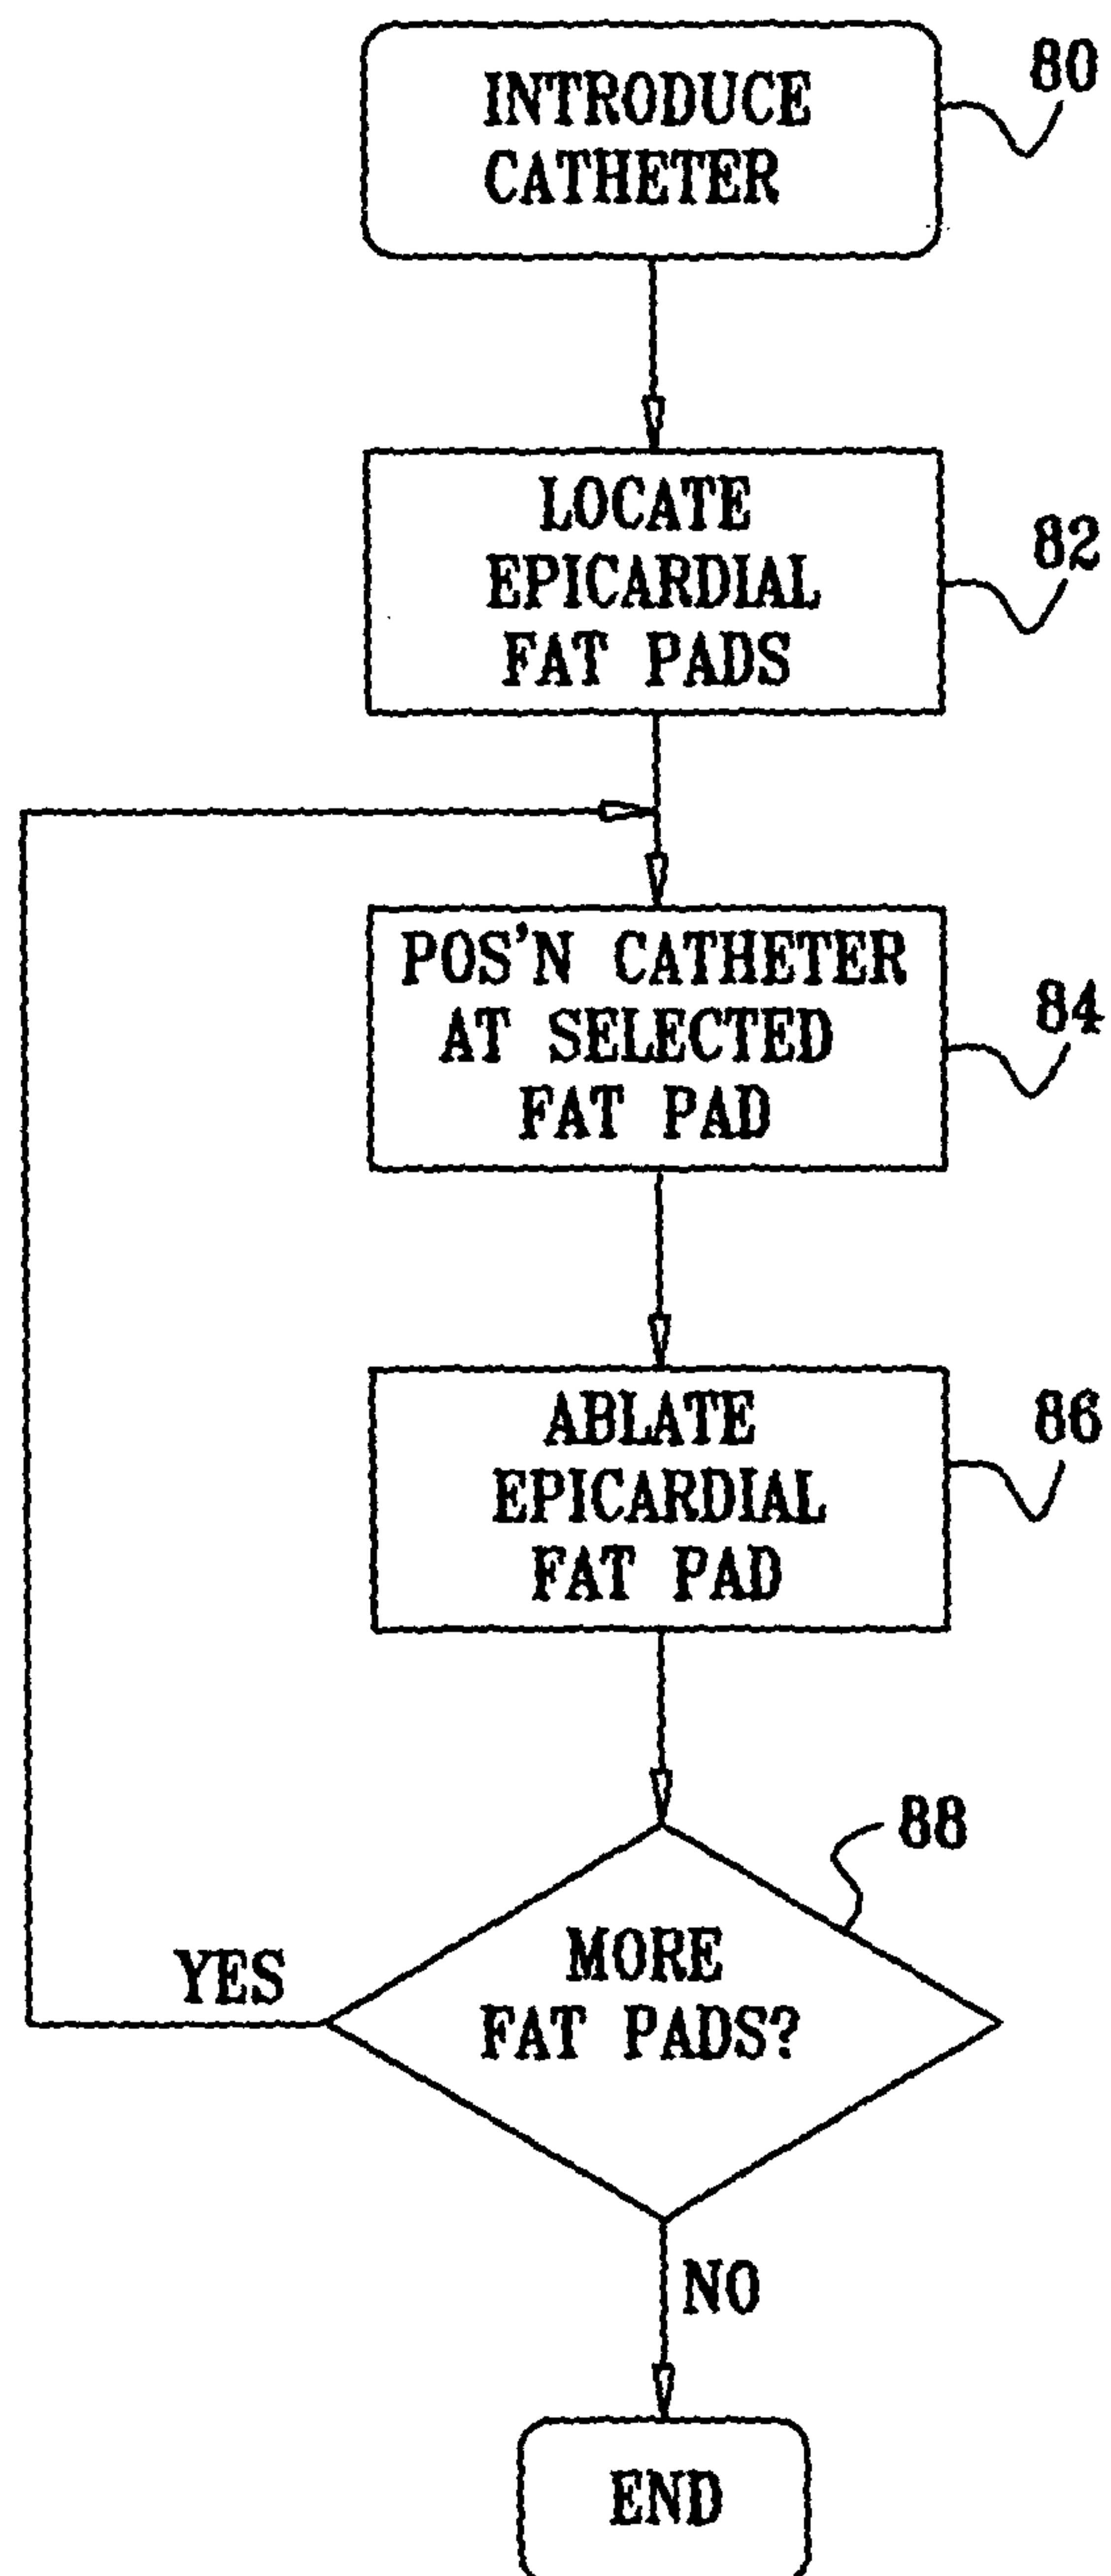 INTRODUCE
CATHETER
80
LOCATE
EPICARDIAL
FAT PADS
82
POS'N CATHETER
AT SELECTED
FAT PAD
84
ABLATE
EPICARDIAL
FAT PAD
86
88
MORE
FAT PADS?
YES
NO
END